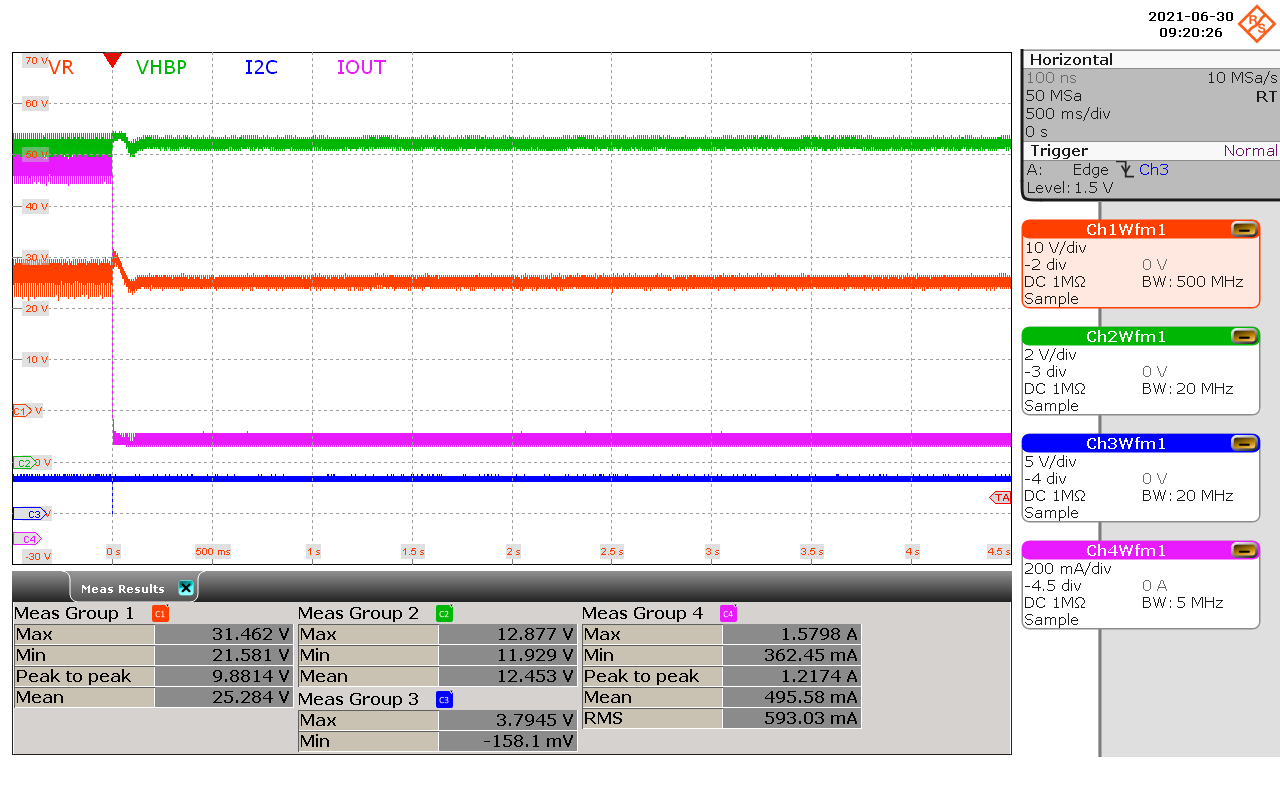 2021-06-30
09:20:26
R&S
70 V VR VHBP I2C IOUT
60 V
50 V
40 V
30 V
20 V
10 V
C1 V
C2 0 V
C3 V
C4
-30 V
TA
0 s 500 ms 1 s 1.5 s 2 s 2.5 s 3 s 3.5 s 4 s 4.5 s
Horizontal
100 ns 10 MSa/s
50 MSa RT
500 ms/div
0 s
Trigger Normal
A: Edge Ch3
Level: 1.5 V
Ch1Wfm1
10 V/div
-2 div 0 V
DC 1MΩ BW: 500 MHz
Sample
Ch2Wfm1
2 V/div
-3 div 0 V
DC 1MΩ BW: 20 MHz
Sample
Ch3Wfm1
5 V/div
-4 div 0 V
DC 1MΩ BW: 20 MHz
Sample
Ch4Wfm1
200 mA/div
-4.5 div 0 A
DC 1MΩ BW: 5 MHz
Sample
Meas Results
Meas Group 1 C1
Max 31.462 V
Min 21.581 V
Peak to peak 9.8814 V
Mean 25.284 V
Meas Group 2 C2
Max 12.877 V
Min 11.929 V
Mean 12.453 V
Meas Group 3 C3
Max 3.7945 V
Min -158.1 mV
Meas Group 4 C4
Max 1.5798 A
Min 362.45 mA
Peak to peak 1.2174 A
Mean 495.58 mA
RMS 593.03 mA